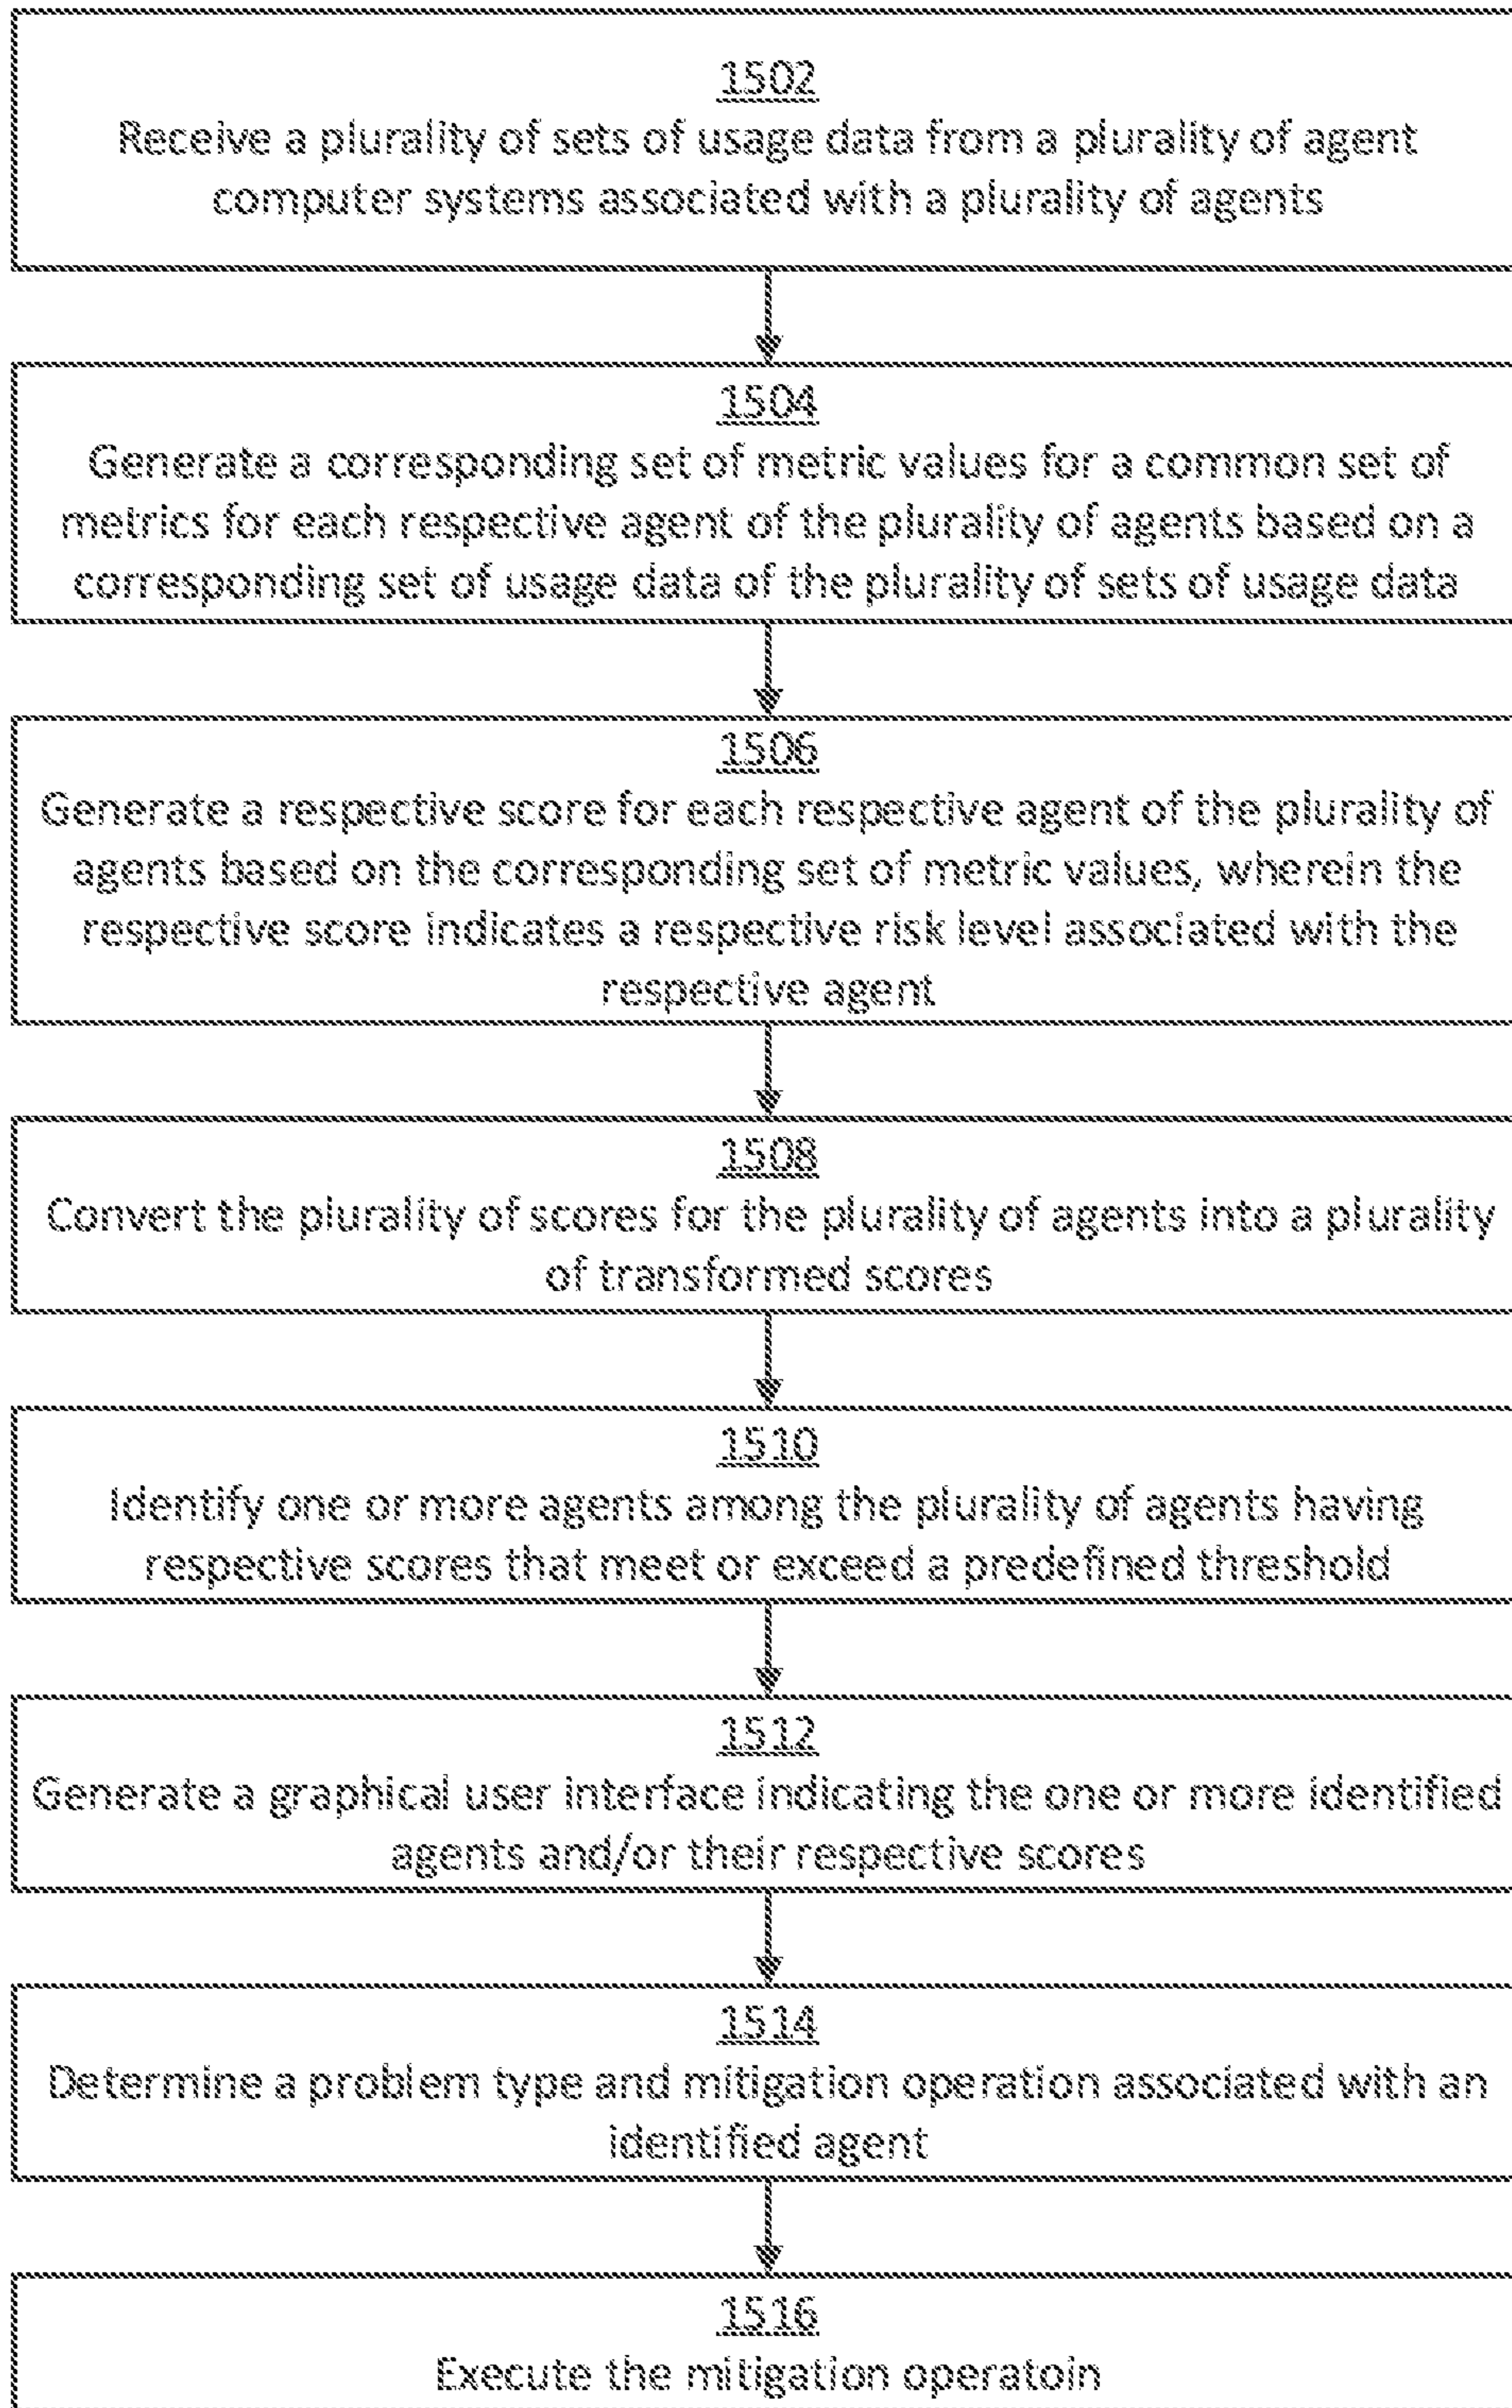 1502
Receive a plurality of sets of usage data from a plurality of agent
computer systems associated with a plurality of agents
1504
Generate a corresponding set of metric values for a common set of
metrics for each respective agent of the plurality of agents based on a
corresponding set of usage data of the plurality of sets of usage data
1506
Generate a respective score for each respective agent of the plurality of
agents based on the corresponding set of metric values, wherein the
respective score indicates a respective risk level associated with the
respective agent
1508
Convert the plurality of scores for the plurality of agents into a plurality
of transformed scores
1510
Identify one or more agents among the plurality of agents having
respective scores that meet or exceed a predefined threshold
1512
Generate a graphical user interface indicating the one or more identified
agents and/or their respective scores
1514
Determine a problem type and mitigation operation associated with an
identified agent
1516
Execute the mitigation operatoin